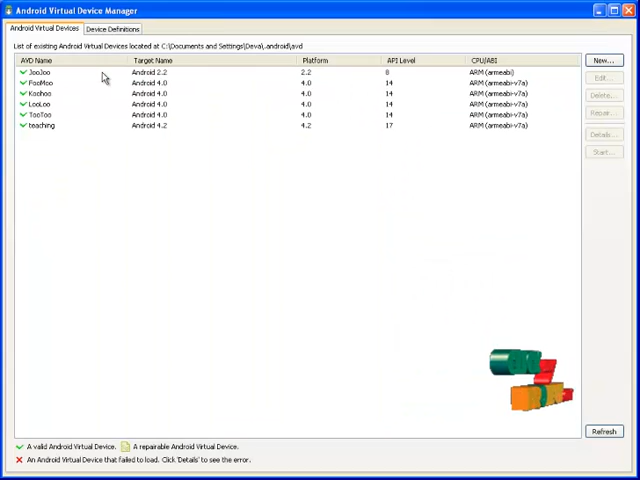 Android Virtual Device Manager
Android Virtual Devices Device Definitions
List of existing Android Virtual Devices located at C:\Documents and Settings\Deva\.android\avd
AVD Name Target Name Platform API Level CPU/ABI
JooJoo Android 2.2 2.2 8 ARM (armeabi)
FooMoo Android 4.0 4.0 14 ARM (armeabi-v7a)
Koohoo Android 4.0 4.0 14 ARM (armeabi-v7a)
LooLoo Android 4.0 4.0 14 ARM (armeabi-v7a)
TooToo Android 4.0 4.0 14 ARM (armeabi-v7a)
teaching Android 4.2 4.2 17 ARM (armeabi-v7a)
New...
Edit...
Delete...
Repair...
Details...
Start...
Refresh
A valid Android Virtual Device. A repairable Android Virtual Device.
An Android Virtual Device that failed to load. Click 'Details' to see the error.